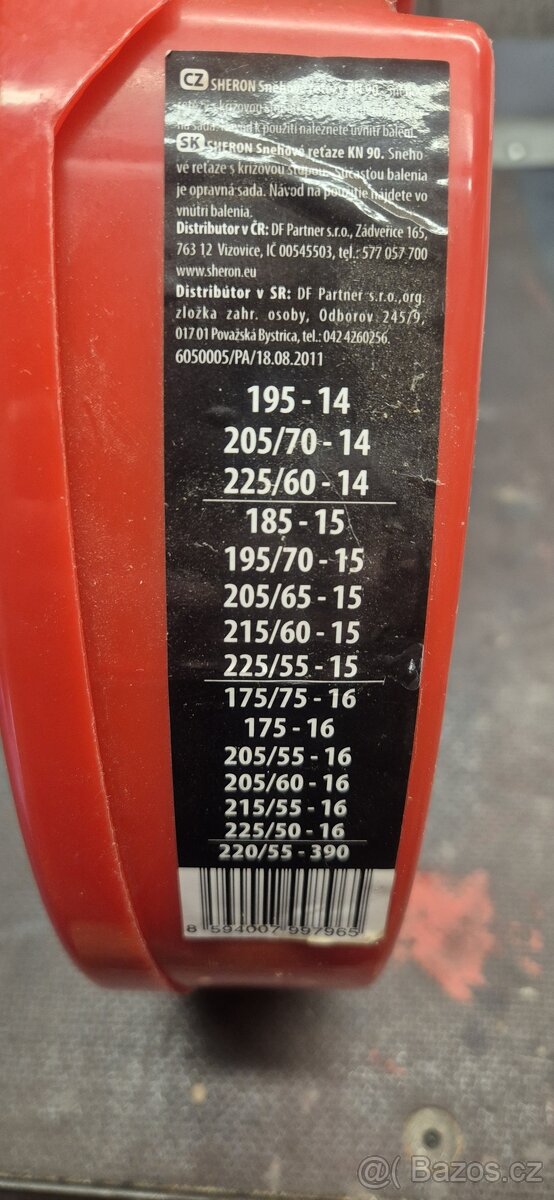 CZ SHERON Sněhové řetězy KN 90.
na sada. Návod k použití naleznete uvnitř balení.
SK SHERON Snehové reťaze KN 90. Sneho-
vé reťaze s krížovou stopou. Súčasťou balenia
je opravná sada. Návod na použitie nájdete vo
vnútri balenia.
Distributor v ČR: DF Partner s.r.o., Zádveřice 165,
763 12 Vizovice, IČ 00545503, tel.: 577 057 700
www.sheron.eu
Distribútor v SR: DF Partner s.r.o.,org.
zložka zahr. osoby, Odborov 245/9,
017 01 Považská Bystrica, tel.: 042 4260256.
6050005/PA/18.08.2011
195 - 14
205/70 - 14
225/60 - 14
185 - 15
195/70 - 15
205/65 - 15
215/60 - 15
225/55 - 15
175/75 - 16
175 - 16
205/55 - 16
205/60 - 16
215/55 - 16
225/50 - 16
220/55 - 390
8 594007 997965
@ Bazos.cz